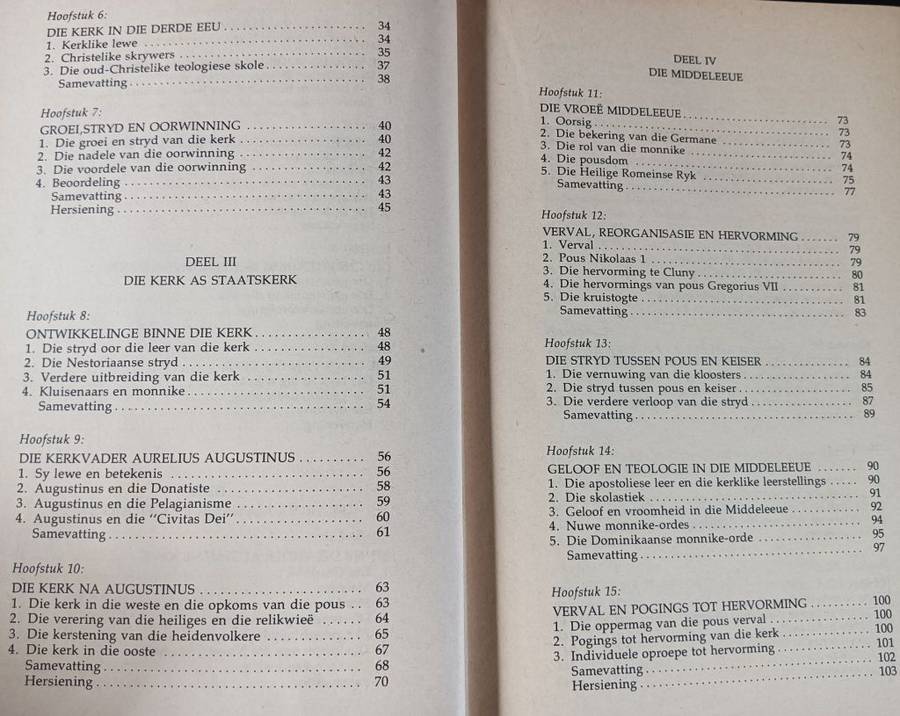 Hoofstuk 6:
DIE KERK IN DIE DERDE EEU 34
1. Kerklike lewe 34
2. Christelike skrywers 35
3. Die oud-Christelike teologiese skole 37
Samevatting 38
Hoofstuk 7:
GROEI,STRYD EN OORWINNING 40
1. Die groei en stryd van die kerk 40
2. Die nadele van die oorwinning 42
3. Die voordele van die oorwinning 42
4. Beoordeling 43
Samevatting 43
Hersiening 45
DEEL III
DIE KERK AS STAATSKERK
Hoofstuk 8:
ONTWIKKELINGE BINNE DIE KERK 48
1. Die stryd oor die leer van die kerk 48
2. Die Nestoriaanse stryd 49
3. Verdere uitbreiding van die kerk 51
4. Kluisenaars en monnike 51
Samevatting 54
Hoofstuk 9:
DIE KERKVADER AURELIUS AUGUSTINUS 56
1. Sy lewe en betekenis 56
2. Augustinus en die Donatiste 58
3. Augustinus en die Pelagianisme 59
4. Augustinus en die "Civitas Dei" 60
Samevatting 61
Hoofstuk 10:
DIE KERK NA AUGUSTINUS 63
1. Die kerk in die weste en die opkoms van die pous 63
2. Die verering van die heiliges en die relikwieë 64
3. Die kerstening van die heidenvolkere 65
4. Die kerk in die ooste 67
Samevatting 68
Hersiening 70
DEEL IV
DIE MIDDELEEUE
Hoofstuk 11:
DIE VROEË MIDDELEEUE 73
1. Oorsig 73
2. Die bekering van die Germane 73
3. Die rol van die monnike 74
4. Die pousdom 74
5. Die Heilige Romeinse Ryk 75
Samevatting 77
Hoofstuk 12:
VERVAL, REORGANISASIE EN HERVORMING 79
1. Verval 79
2. Pous Nikolaas 1 79
3. Die hervorming te Cluny 80
4. Die hervormings van pous Gregorius VII 81
5. Die kruistogte 81
Samevatting 83
Hoofstuk 13:
DIE STRYD TUSSEN POUS EN KEISER 84
1. Die vernuwing van die kloosters 84
2. Die stryd tussen pous en keiser 85
3. Die verdere verloop van die stryd 87
Samevatting 89
Hoofstuk 14:
GELOOF EN TEOLOGIE IN DIE MIDDELEEUE 90
1. Die apostoliese leer en die kerklike leerstellings 90
2. Die skolastiek 91
3. Geloof en vroomheid in die Middeleeue 92
4. Nuwe monnike-ordes 94
5. Die Dominikaanse monnike-orde 95
Samevatting 97
Hoofstuk 15:
VERVAL EN POGINGS TOT HERVORMING 100
1. Die oppermag van die pous verval 100
2. Pogings tot hervorming van die kerk 100
3. Individuele oproepe tot hervorming 101
Samevatting 102
Hersiening 103